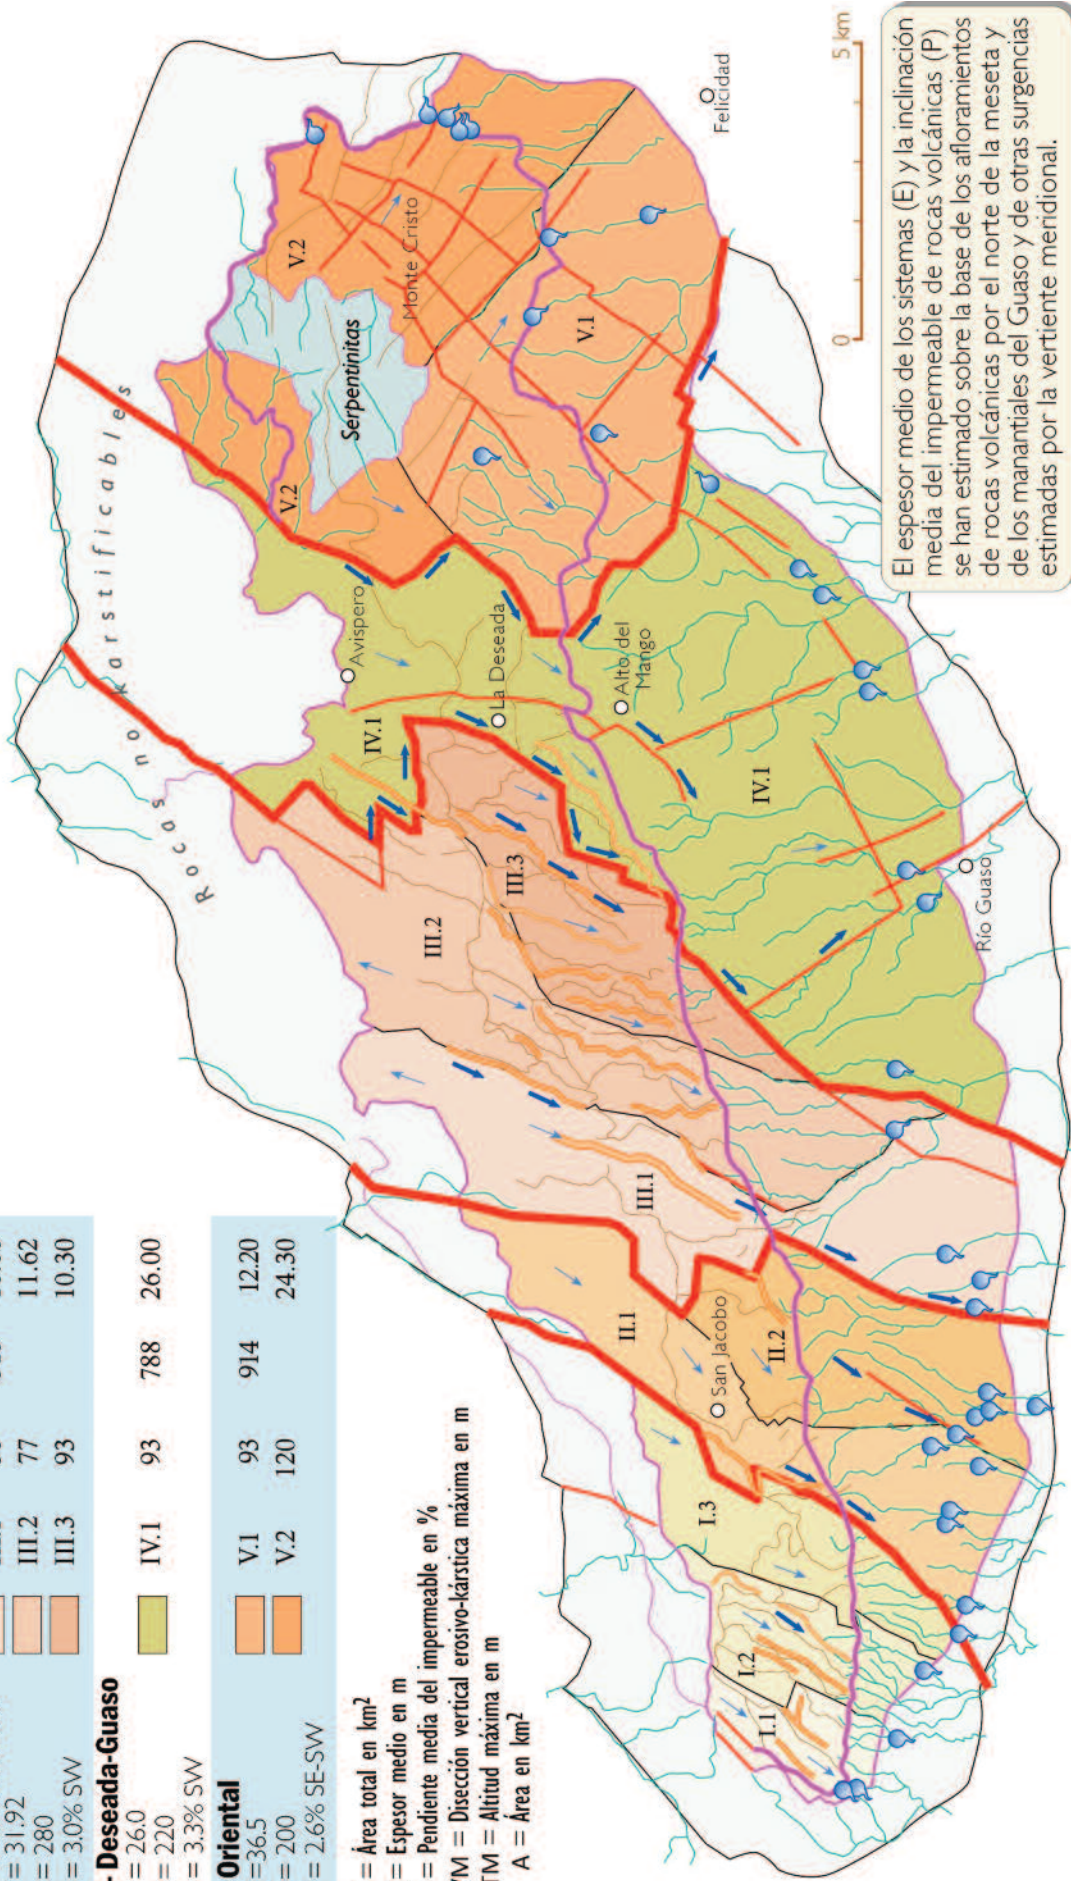 = 31.92
= 280
= 3.0% SW
III.2 77 11.62
III.3 93 10.30
- Deseada-Guaso
= 26.0
= 220
= 3.3% SW
IV.1 93 788 26.00
Oriental
=36.5
= 200
= 2.6% SE-SW
V.1 93 914 12.20
V.2 120 24.30
= Área total en km²
= Espesor medio en m
= Pendiente media del impermeable en %
VM = Disección vertical erosivo-kárstica máxima en m
TM = Altitud máxima en m
A = Área en km²
Rocas no karstificables
I.1
I.2
I.3
II.1
II.2
San Jacobo
III.1
III.2
III.3
IV.1
IV.1
Avispero
La Deseada
Alto del
Mango
Río Guaso
V.2
V.2
Serpentinitas
Monte Cristo
V.1
Felicidad
0 5 km
El espesor medio de los sistemas (E) y la inclinación
media del impermeable de rocas volcánicas (P)
se han estimado sobre la base de los afloramientos
de rocas volcánicas por el norte de la meseta y
de los manantiales del Guaso y de otras surgencias
estimadas por la vertiente meridional.